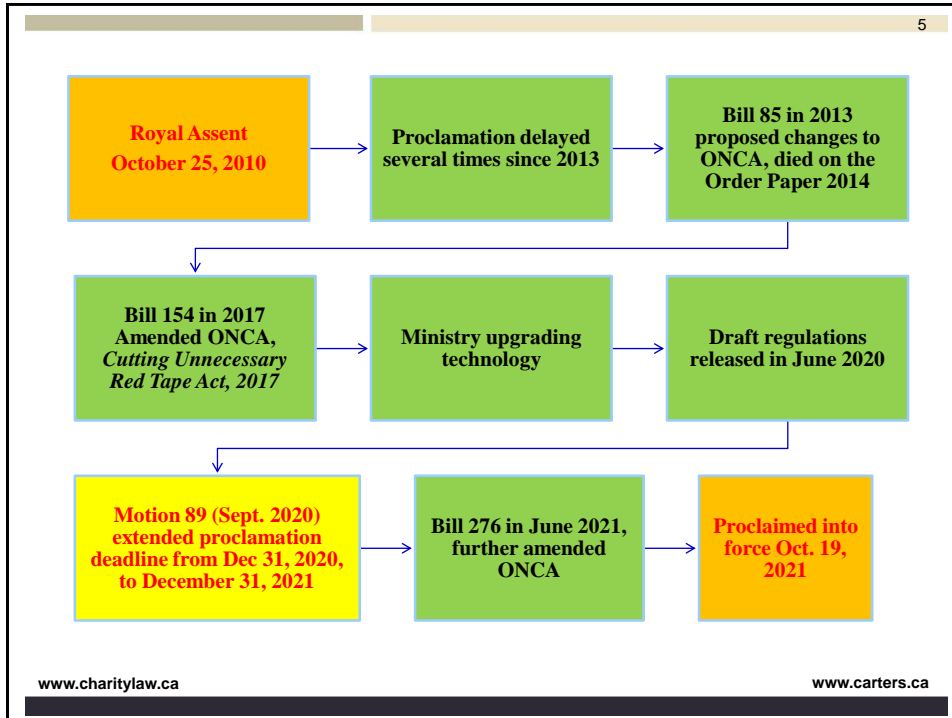 5
Royal Assent
October 25, 2010
Proclamation delayed
several times since 2013
Bill 85 in 2013
proposed changes to
ONCA, died on the
Order Paper 2014
Bill 154 in 2017
Amended ONCA,
Cutting Unnecessary
Red Tape Act, 2017
Ministry upgrading
technology
Draft regulations
released in June 2020
Motion 89 (Sept. 2020)
extended proclamation
deadline from Dec 31, 2020,
to December 31, 2021
Bill 276 in June 2021,
further amended
ONCA
Proclaimed into
force Oct. 19,
2021
www.charitylaw.ca
www.carters.ca